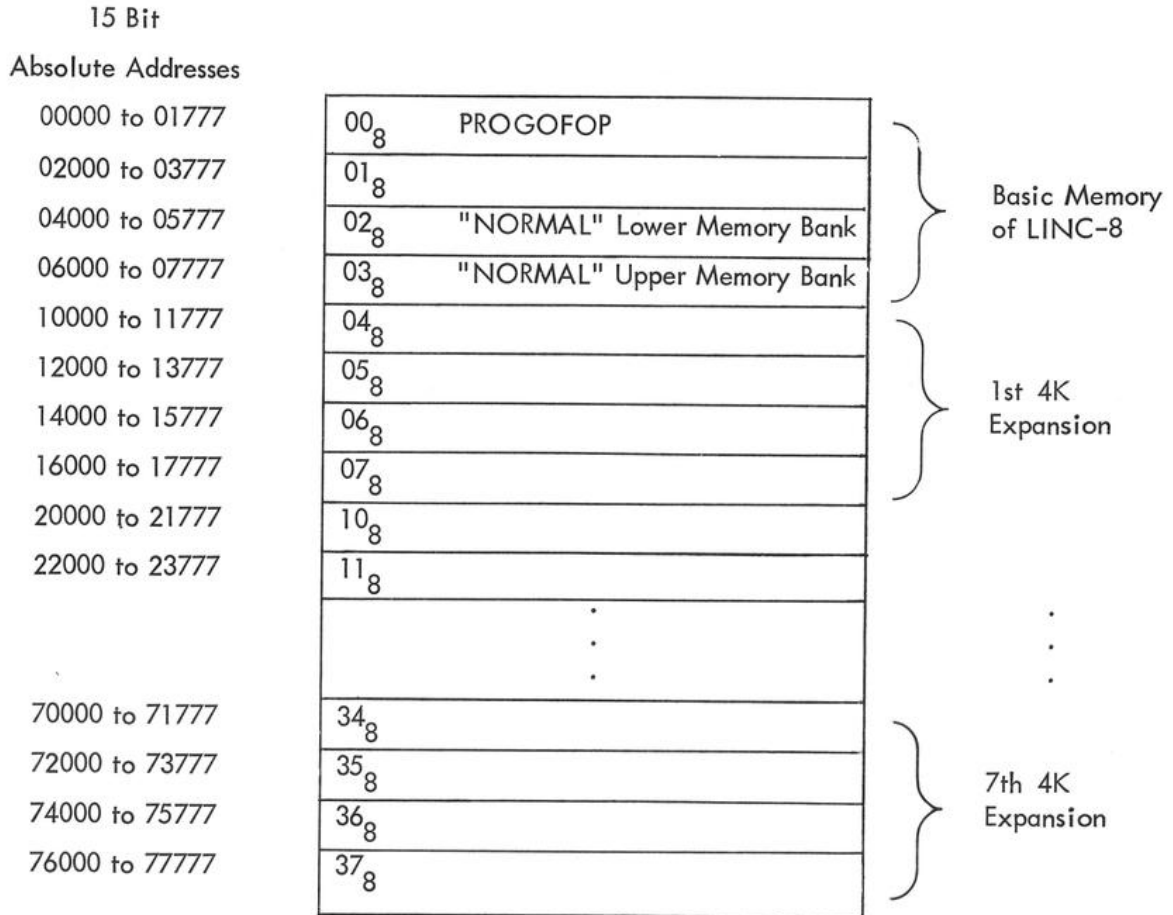 15 Bit
Absolute Addresses
00000 to 01777 00₈ PROGOFOP
02000 to 03777 01₈
04000 to 05777 02₈ "NORMAL" Lower Memory Bank
06000 to 07777 03₈ "NORMAL" Upper Memory Bank
Basic Memory
of LINC-8
10000 to 11777 04₈
12000 to 13777 05₈
14000 to 15777 06₈
16000 to 17777 07₈
1st 4K
Expansion
20000 to 21777 10₈
22000 to 23777 11₈
70000 to 71777 34₈
72000 to 73777 35₈
74000 to 75777 36₈
76000 to 77777 37₈
7th 4K
Expansion